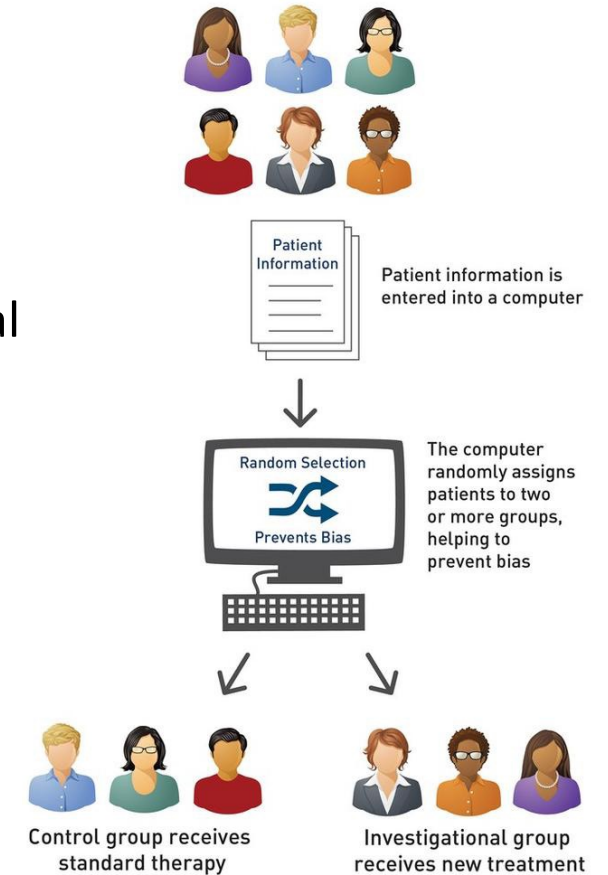 Patient
Information
Patient information is
entered into a computer
Random Selection
Prevents Bias
The computer
randomly assigns
patients to two
or more groups,
helping to
prevent bias
Control group receives
standard therapy
Investigational group
receives new treatment